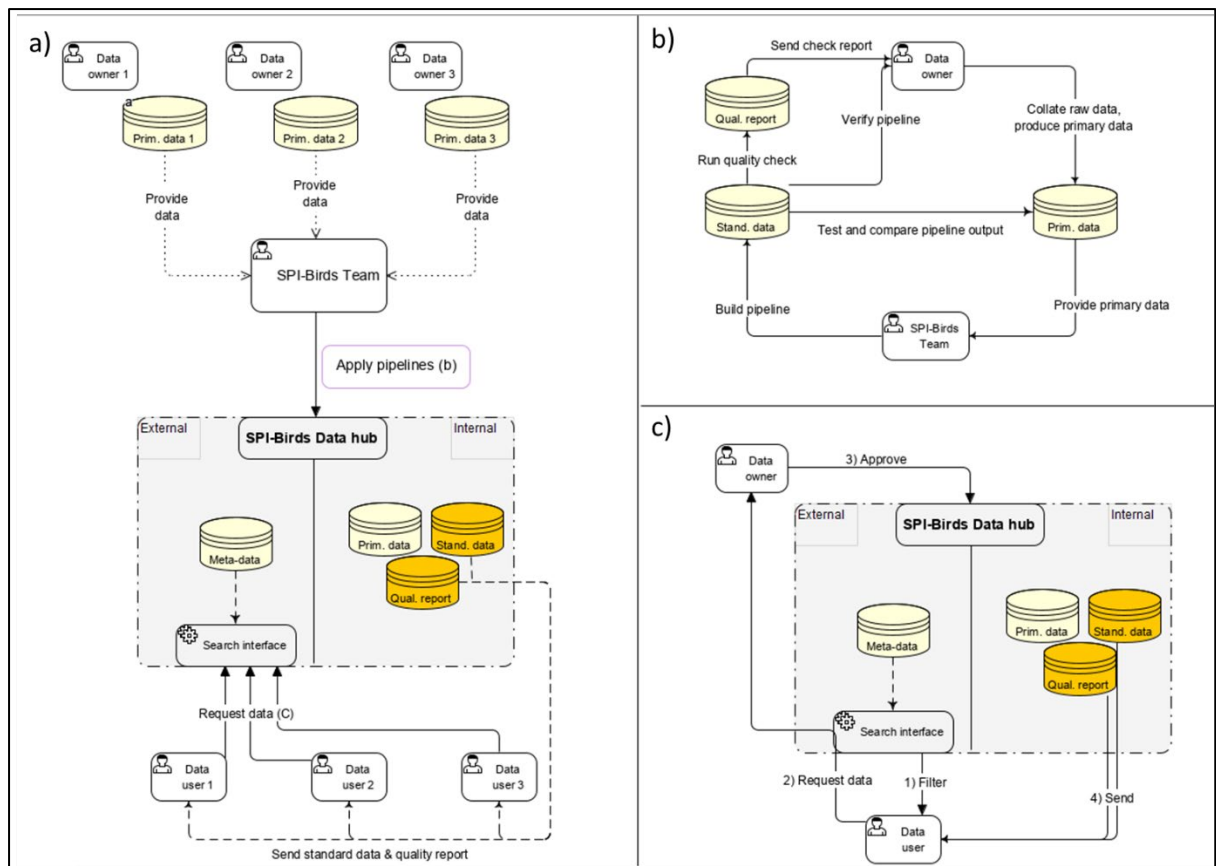 a)
Data
owner 1
Data
owner 2
Data
owner 3
a
Prim. data 1
Prim. data 2
Prim. data 3
Provide
data
Provide
data
Provide
data
SPI-Birds Team
Apply pipelines (b)
External
SPI-Birds Data hub
Internal
Meta-data
Prim. data
Stand. data
Qual. report
Search interface
Request data (C)
Data
user 1
Data
user 2
Data
user 3
Send standard data & quality report
b)
Send check report
Data
owner
Qual. report
Verify pipeline
Collate raw data,
produce primary data
Run quality check
Stand. data
Prim. data
Test and compare pipeline output
Build pipeline
Provide primary data
SPI-Birds
Team
c)
Data
owner
3) Approve
External
SPI-Birds Data hub
Internal
Meta-data
Prim. data
Stand. data
Qual. report
Search interface
2) Request data
1) Filter
4) Send
Data
user